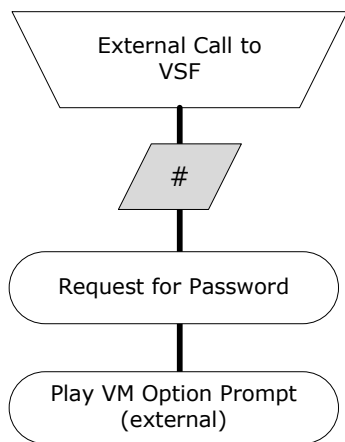 External Call to
VSF
#
Request for Password
Play VM Option Prompt
(external)